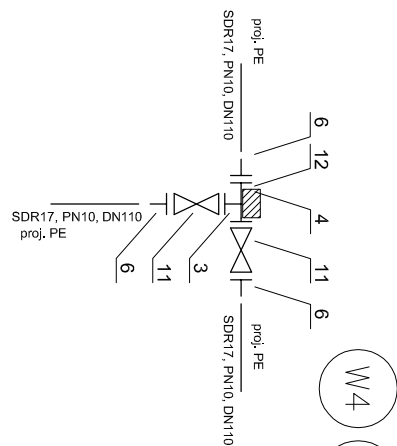 proj. PE
SDR17, PN10, DN110
6
12
4
11
6
SDR17, PN10, DN110
proj. PE
6
11
3
proj. PE
SDR17, PN10, DN110
W4